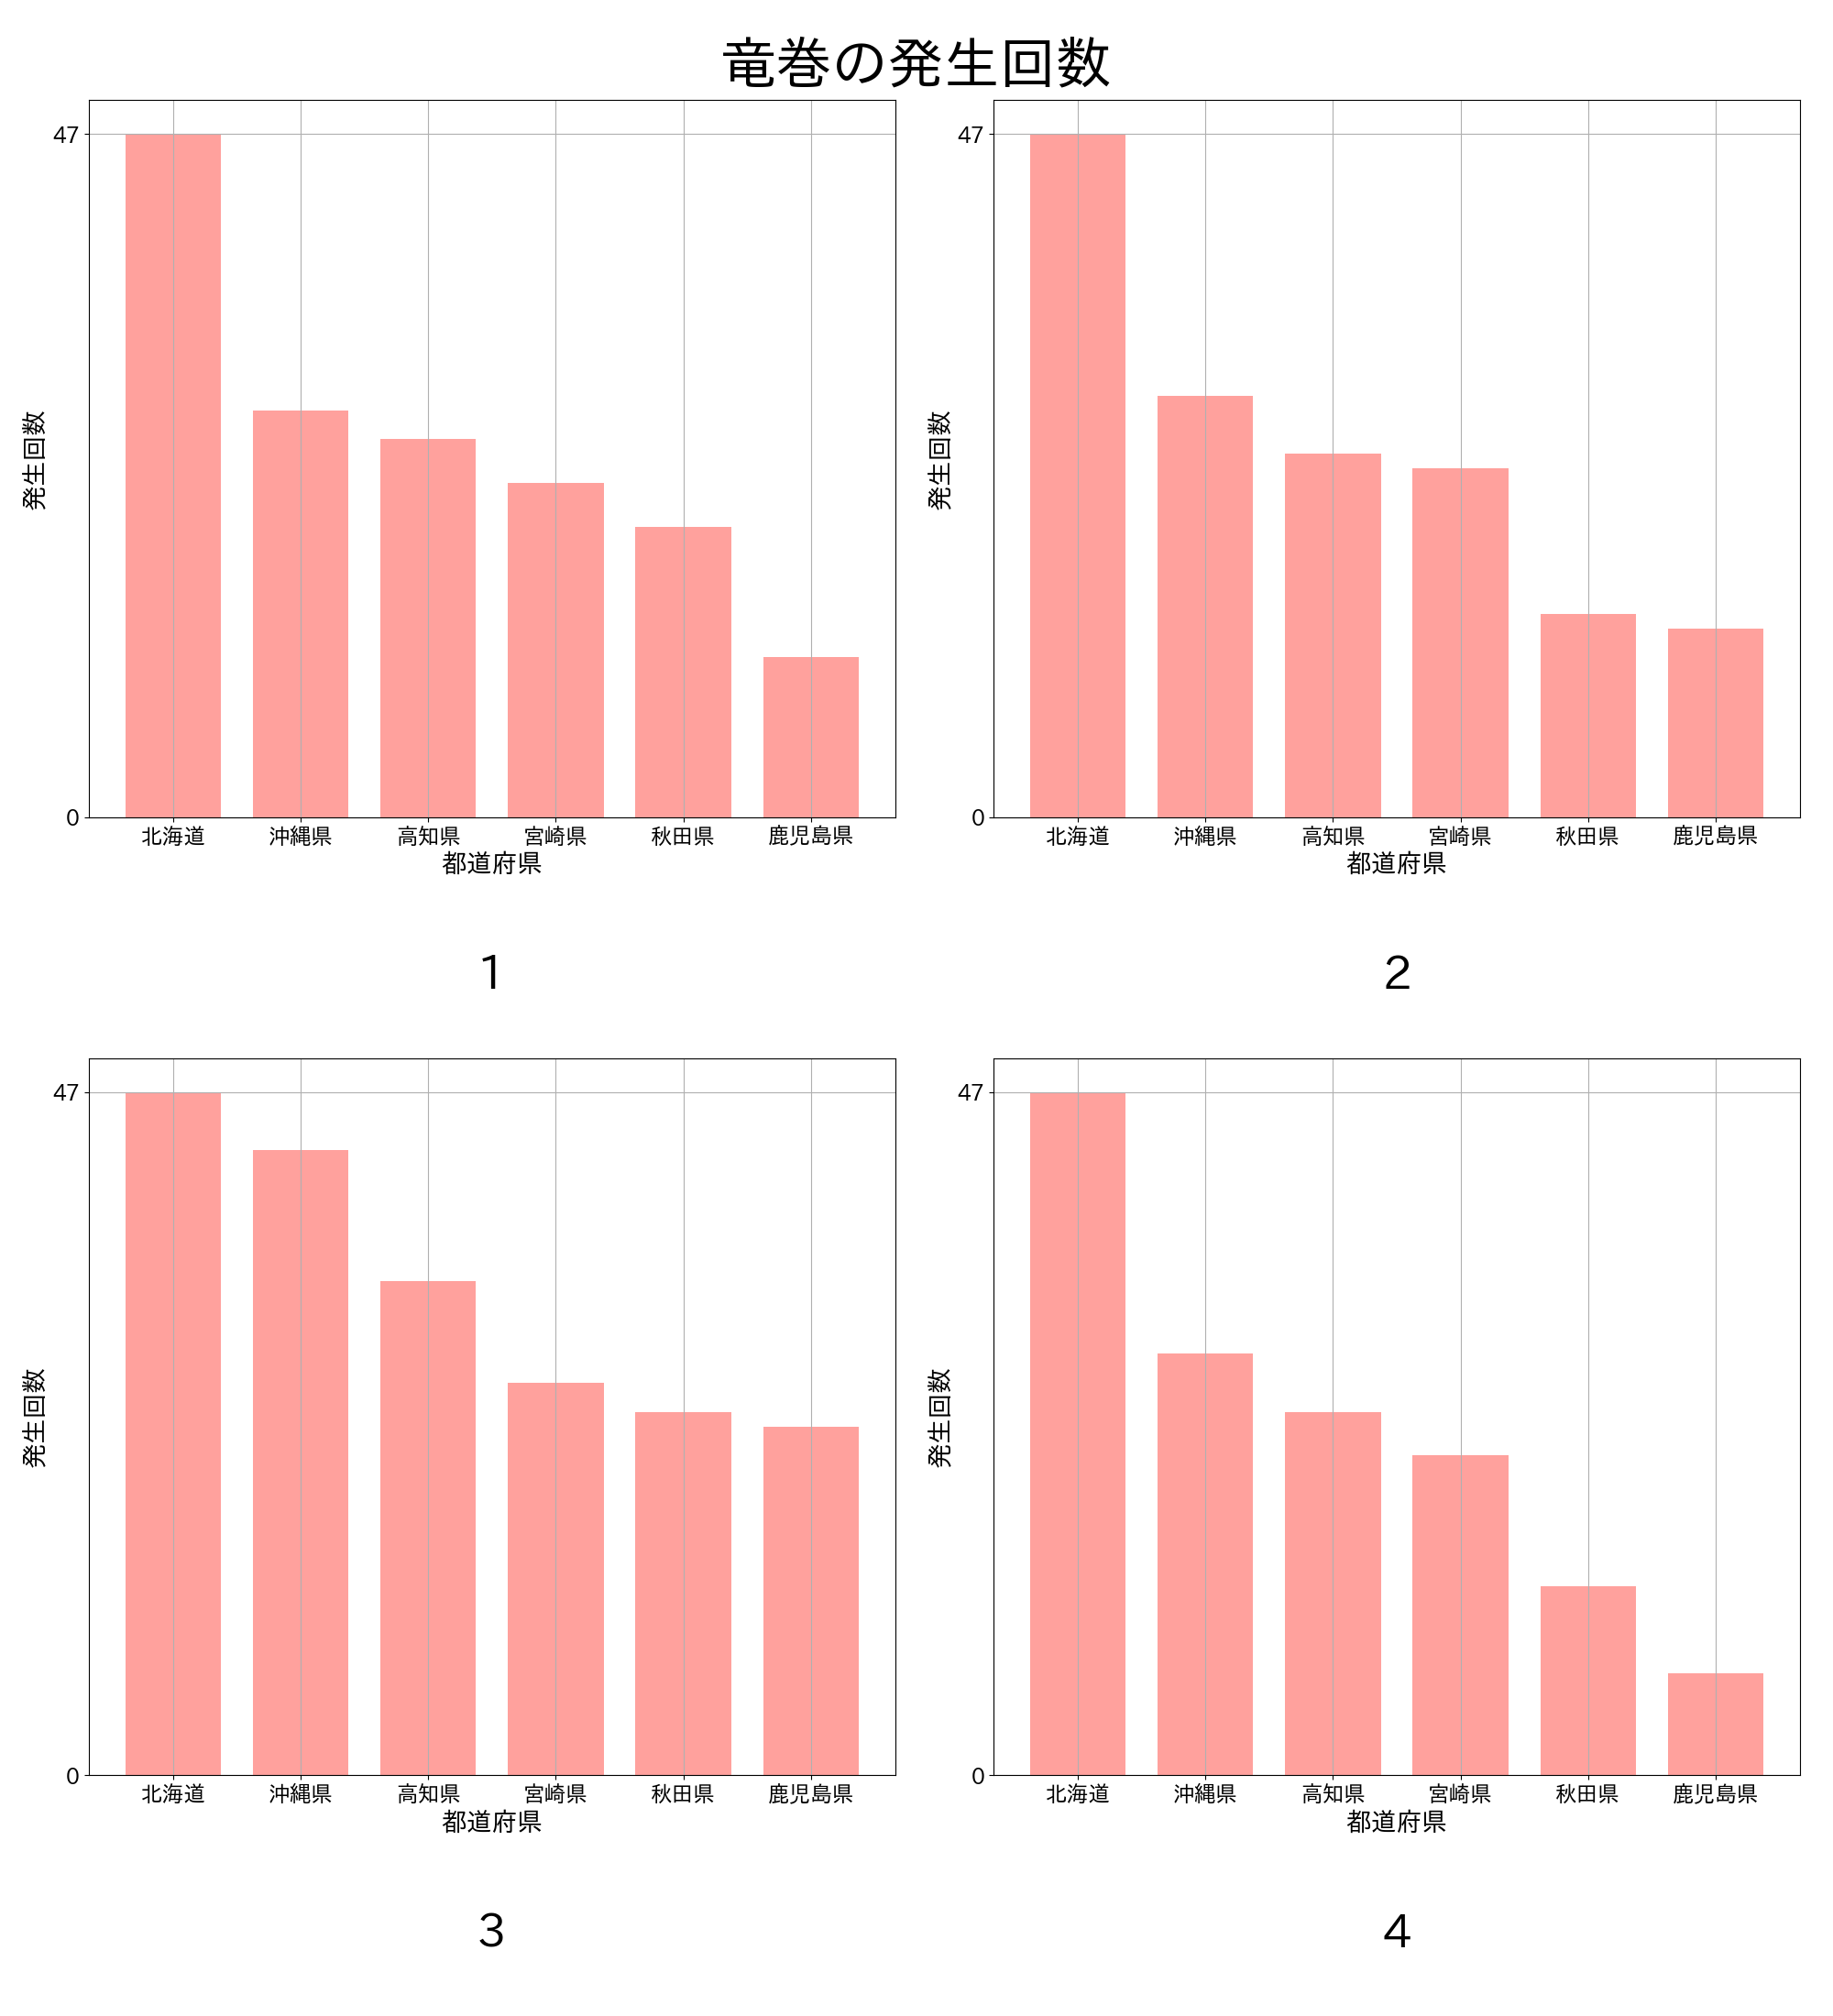 竜巻の発生回数
47
発生回数
0
北海道 沖縄県 高知県 宮崎県 秋田県 鹿児島県
都道府県
1
47
発生回数
0
北海道 沖縄県 高知県 宮崎県 秋田県 鹿児島県
都道府県
2
47
発生回数
0
北海道 沖縄県 高知県 宮崎県 秋田県 鹿児島県
都道府県
3
47
発生回数
0
北海道 沖縄県 高知県 宮崎県 秋田県 鹿児島県
都道府県
4